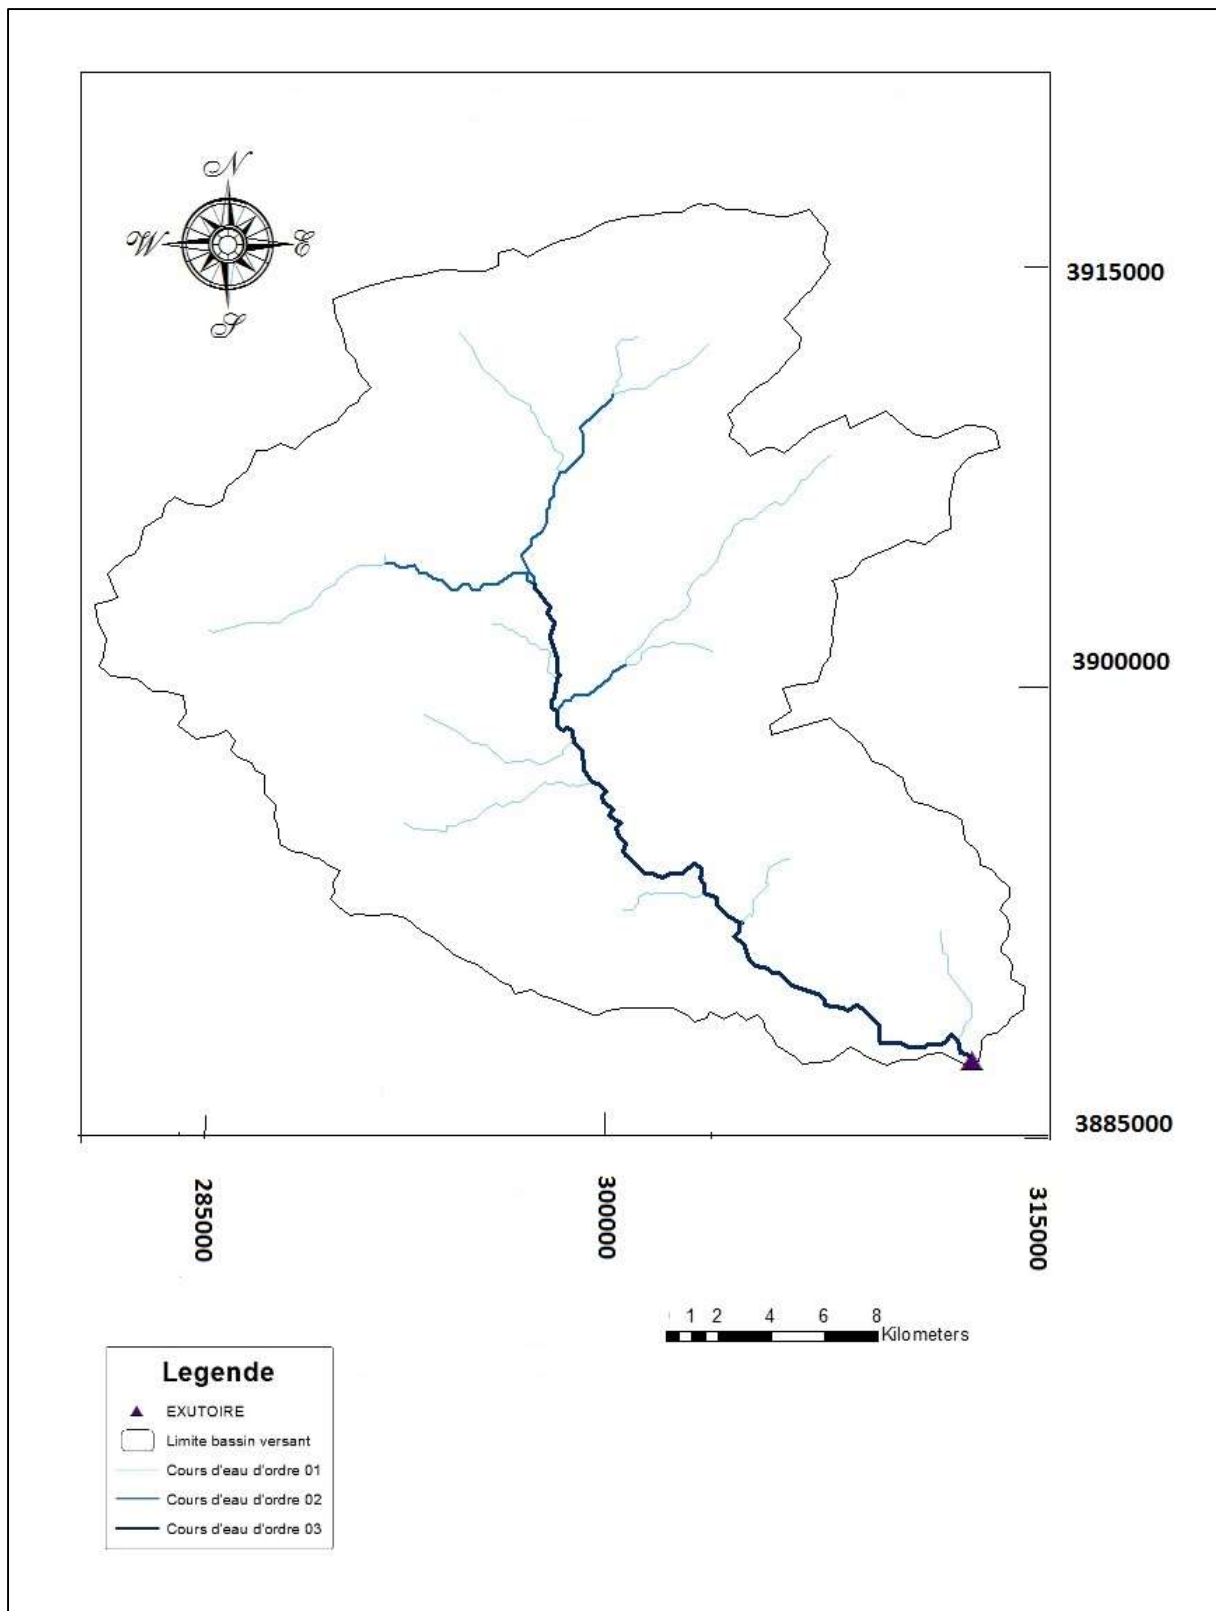 N
W E
S
3915000
3900000
3885000
285000
300000
315000
1 2 4 6 8
Kilometers
Legende
EXUTOIRE
Limite bassin versant
Cours d'eau d'ordre 01
Cours d'eau d'ordre 02
Cours d'eau d'ordre 03